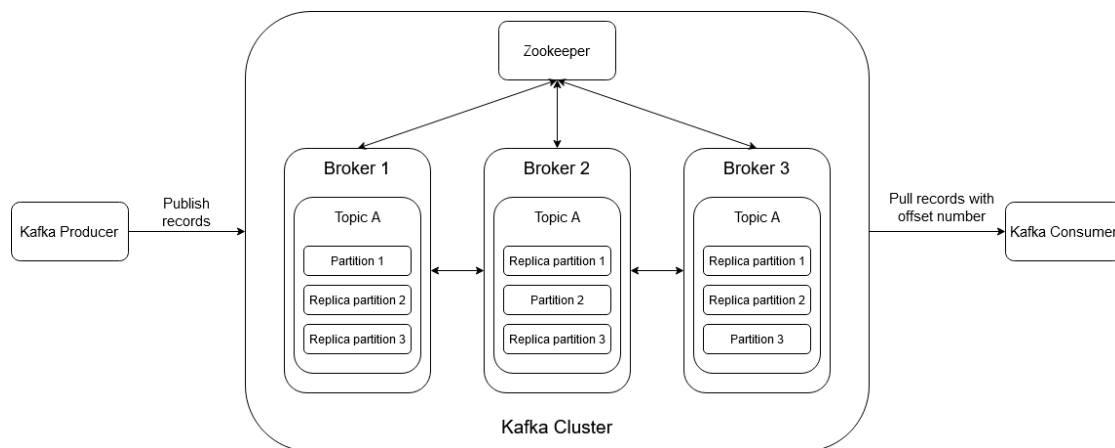 Zookeeper
Broker 1
Broker 2
Broker 3
Topic A
Topic A
Topic A
Kafka Producer
Publish
records
Pull records with
offset number
Kafka Consumer
Partition 1
Replica partition 2
Replica partition 3
Replica partition 1
Partition 2
Replica partition 3
Replica partition 1
Replica partition 2
Partition 3
Kafka Cluster